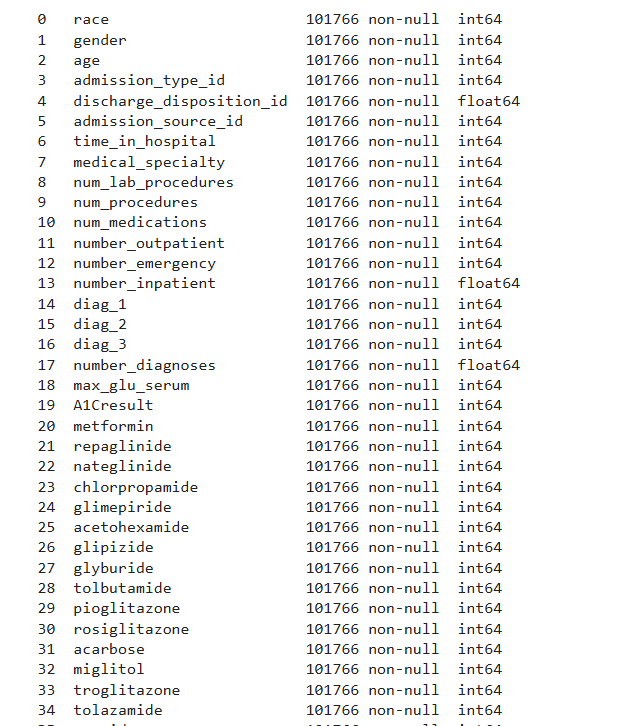 0 race 101766 non-null int64
1 gender 101766 non-null int64
2 age 101766 non-null int64
3 admission_type_id 101766 non-null int64
4 discharge_disposition_id 101766 non-null float64
5 admission_source_id 101766 non-null int64
6 time_in_hospital 101766 non-null int64
7 medical_specialty 101766 non-null int64
8 num_lab_procedures 101766 non-null int64
9 num_procedures 101766 non-null int64
10 num_medications 101766 non-null int64
11 number_outpatient 101766 non-null int64
12 number_emergency 101766 non-null int64
13 number_inpatient 101766 non-null float64
14 diag_1 101766 non-null int64
15 diag_2 101766 non-null int64
16 diag_3 101766 non-null int64
17 number_diagnoses 101766 non-null float64
18 max_glu_serum 101766 non-null int64
19 A1Cresult 101766 non-null int64
20 metformin 101766 non-null int64
21 repaglinide 101766 non-null int64
22 nateglinide 101766 non-null int64
23 chlorpropamide 101766 non-null int64
24 glimepiride 101766 non-null int64
25 acetohexamide 101766 non-null int64
26 glipizide 101766 non-null int64
27 glyburide 101766 non-null int64
28 tolbutamide 101766 non-null int64
29 pioglitazone 101766 non-null int64
30 rosiglitazone 101766 non-null int64
31 acarbose 101766 non-null int64
32 miglitol 101766 non-null int64
33 troglitazone 101766 non-null int64
34 tolazamide 101766 non-null int64